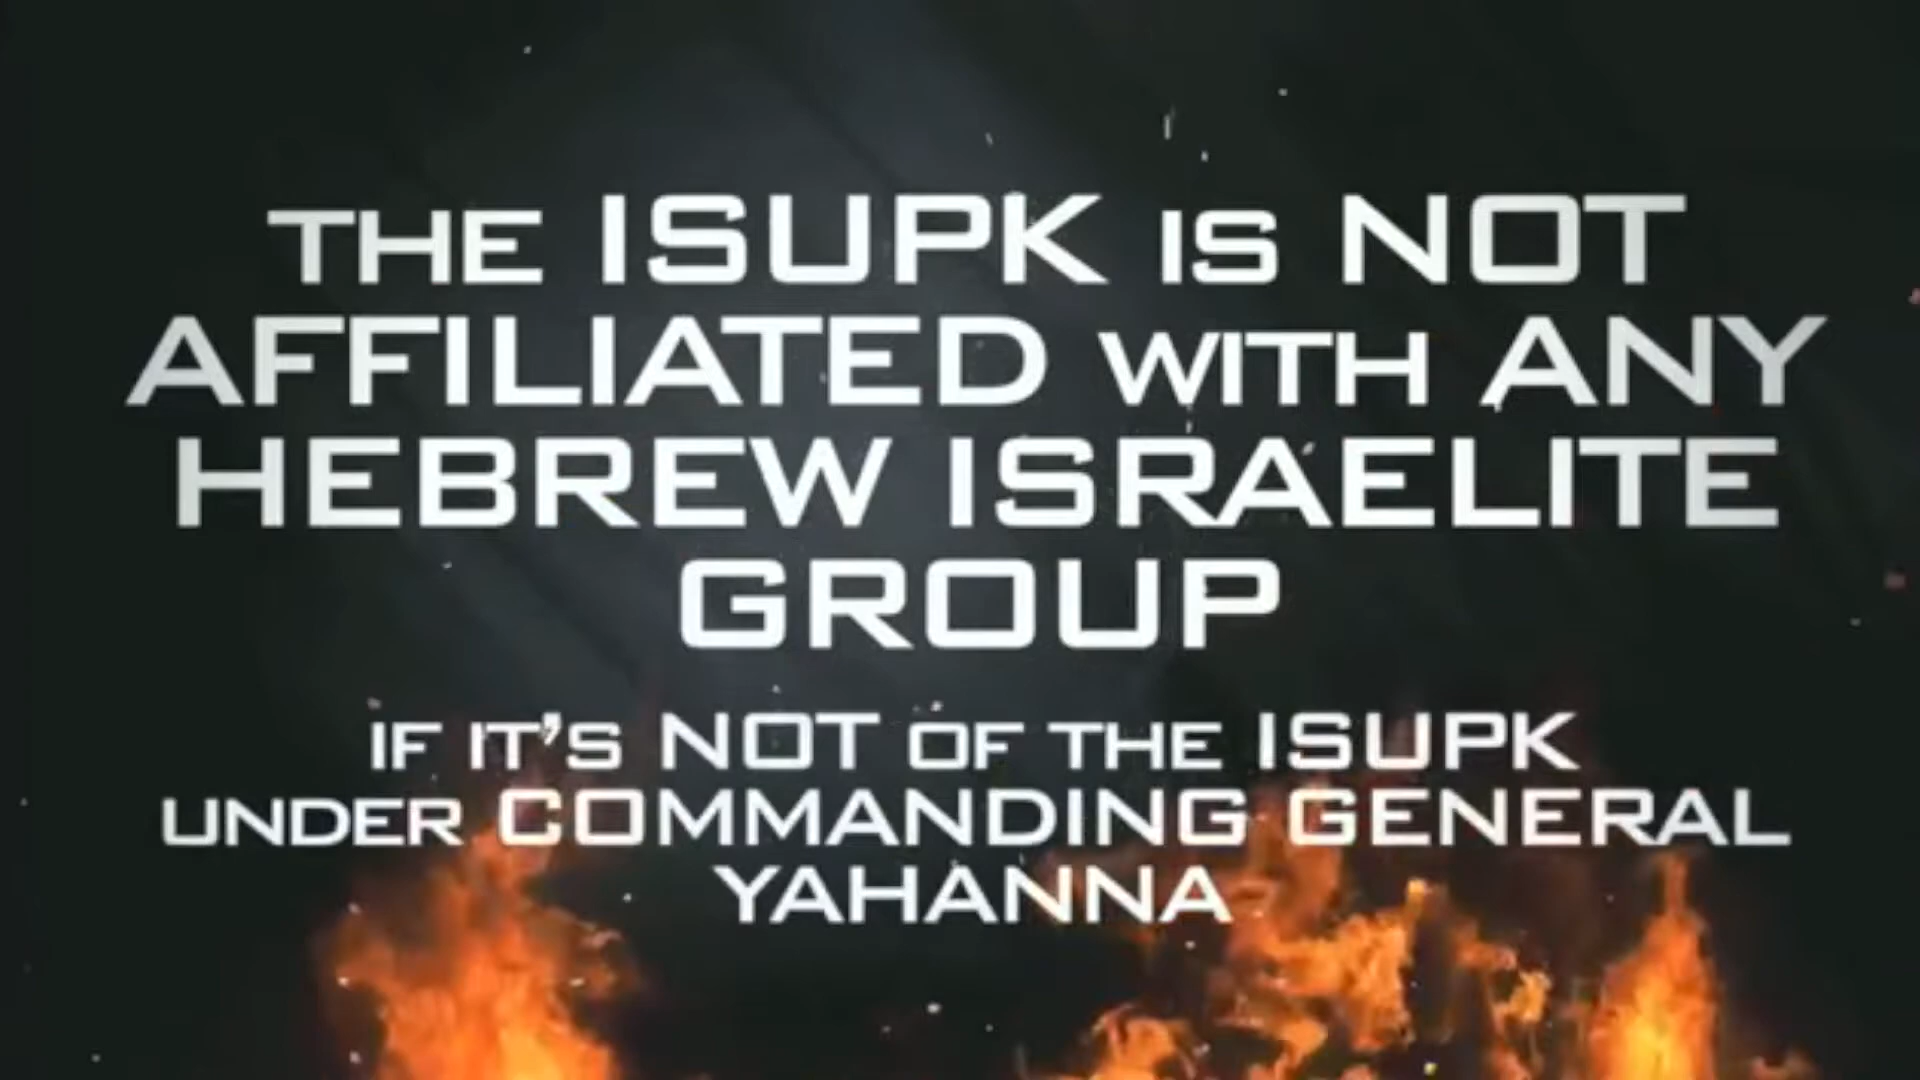 THE ISUPK IS NOT
AFFILIATED WITH ANY
HEBREW ISRAELITE
GROUP
IF IT'S NOT OF THE ISUPK
UNDER COMMANDING GENERAL
YAHANNA